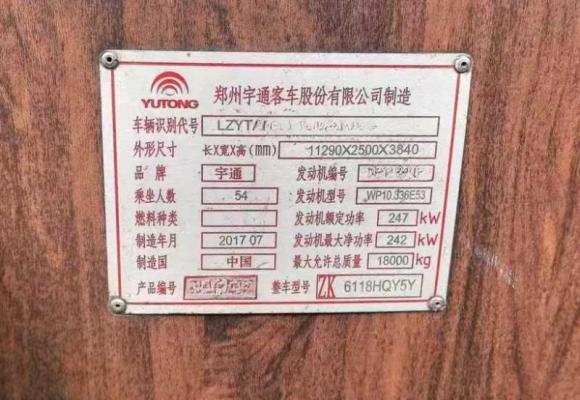 YUTONG
郑州宇通客车股份有限公司制造
车辆识别代号 LZYTA
外形尺寸 长X宽X高(mm) 11290X2500X3840
品牌 宇通 发动机编号
乘坐人数 54 发动机型号 WP10.336E53
燃料种类 发动机额定功率 247 kW
制造年月 2017 07 发动机最大净功率 242 kW
制造国 中国 最大允许总质量 18000 kg
产品编号 整车型号 ZK 6118HQY5Y